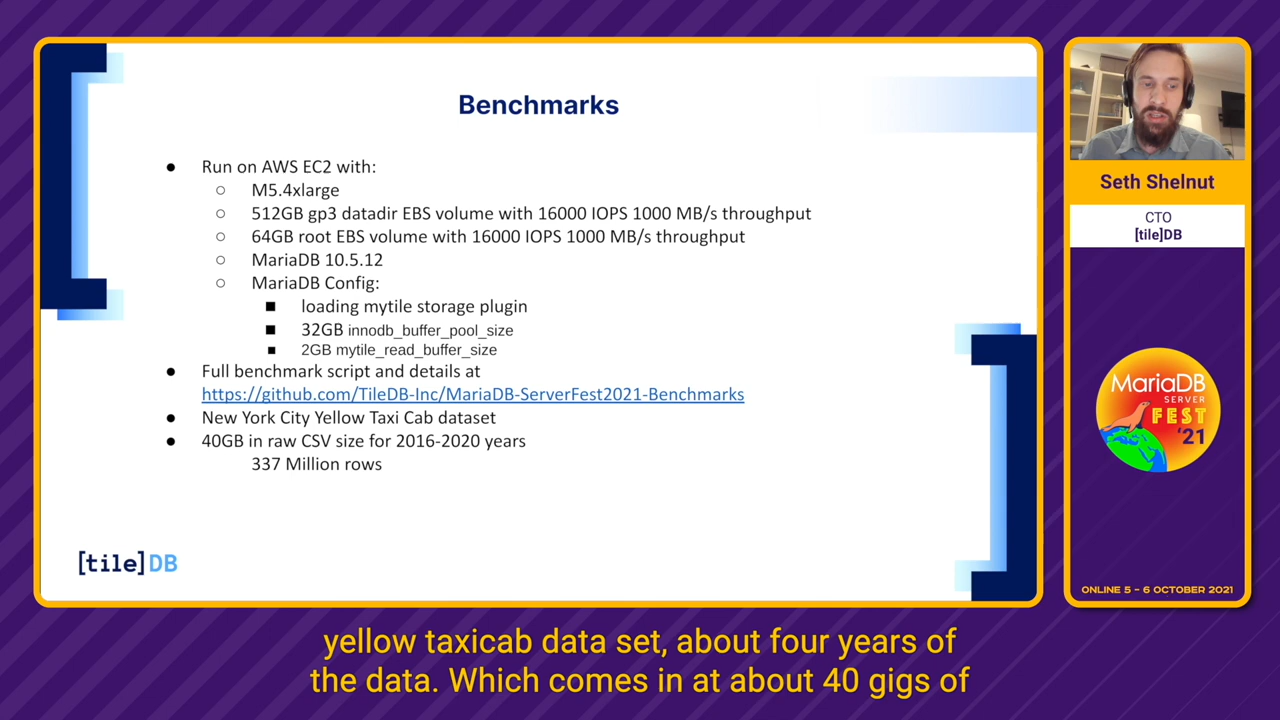 Benchmarks
● Run on AWS EC2 with:
○ M5.4xlarge
○ 512GB gp3 datadir EBS volume with 16000 IOPS 1000 MB/s throughput
○ 64GB root EBS volume with 16000 IOPS 1000 MB/s throughput
○ MariaDB 10.5.12
○ MariaDB Config:
■ loading mytile storage plugin
■ 32GB innodb_buffer_pool_size
■ 2GB mytile_read_buffer_size
● Full benchmark script and details at
https://github.com/TileDB-Inc/MariaDB-ServerFest2021-Benchmarks
● New York City Yellow Taxi Cab dataset
● 40GB in raw CSV size for 2016-2020 years
337 Million rows
[tile]DB
Seth Shelnut
CTO
[tile]DB
MariaDB
SERVER
FEST
'21
ONLINE 5 – 6 OCTOBER 2021
yellow taxicab data set, about four years of
the data. Which comes in at about 40 gigs of